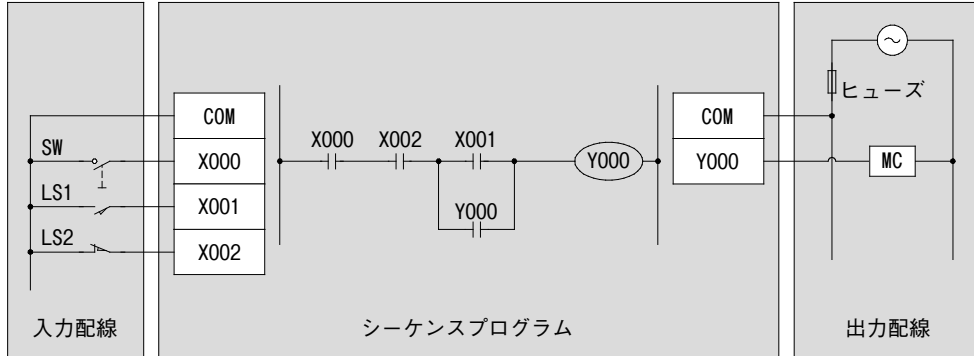 SW
LS1
LS2
入力配線
COM
X000
X001
X002
X000
X002
X001
Y000
Y000
シーケンスプログラム
COM
Y000
ヒューズ
MC
出力配線